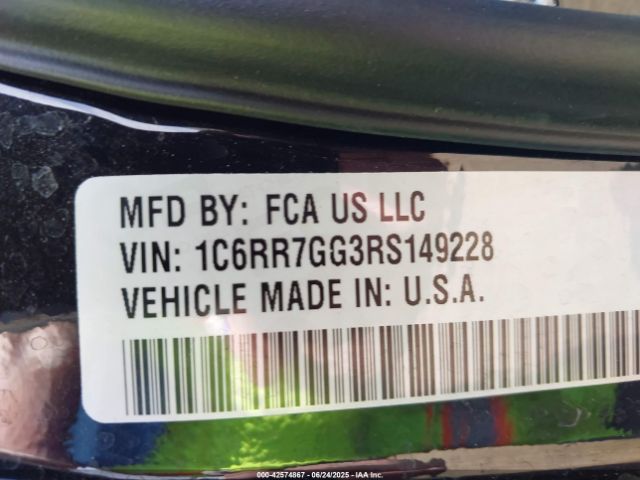 MFD BY: FCA US LLC
VIN: 1C6RR7GG3RS149228
VEHICLE MADE IN: U.S.A.
000-42574867 - 06/24/2025 - IAA Inc.